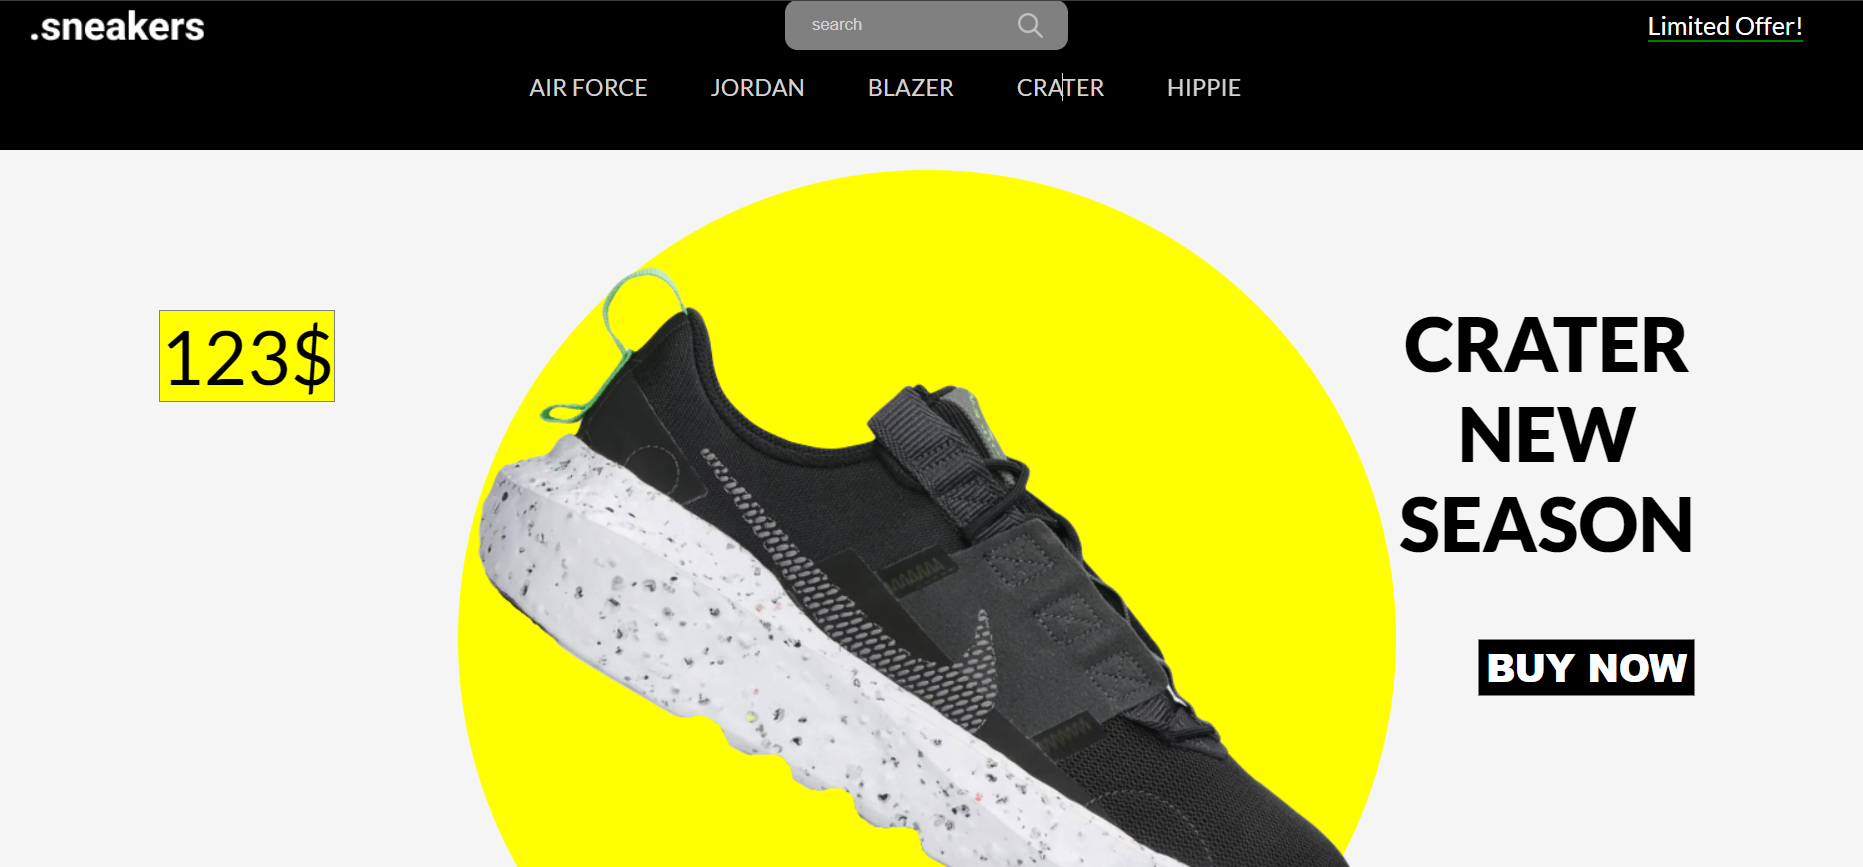 .sneakers
search
Limited Offer!
AIR FORCE JORDAN BLAZER CRATER HIPPIE
123$
CRATER
NEW
SEASON
BUY NOW